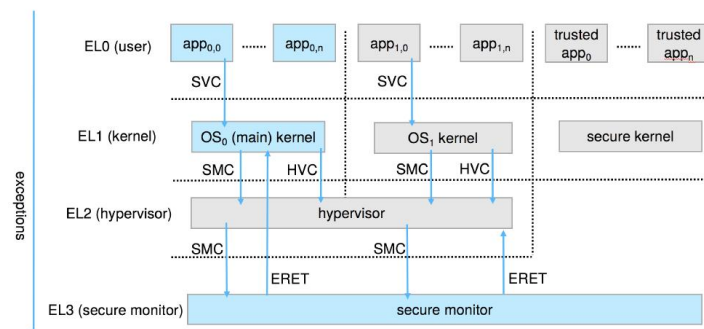 EL0 (user)
app0,0 ...... app0,n
app1,0 ...... app1,n
trusted
app0
......
trusted
appn
SVC
SVC
EL1 (kernel)
OS0 (main) kernel
OS1 kernel
secure kernel
SMC
HVC
SMC
HVC
exceptions
EL2 (hypervisor)
hypervisor
SMC
SMC
ERET
ERET
EL3 (secure monitor)
secure monitor